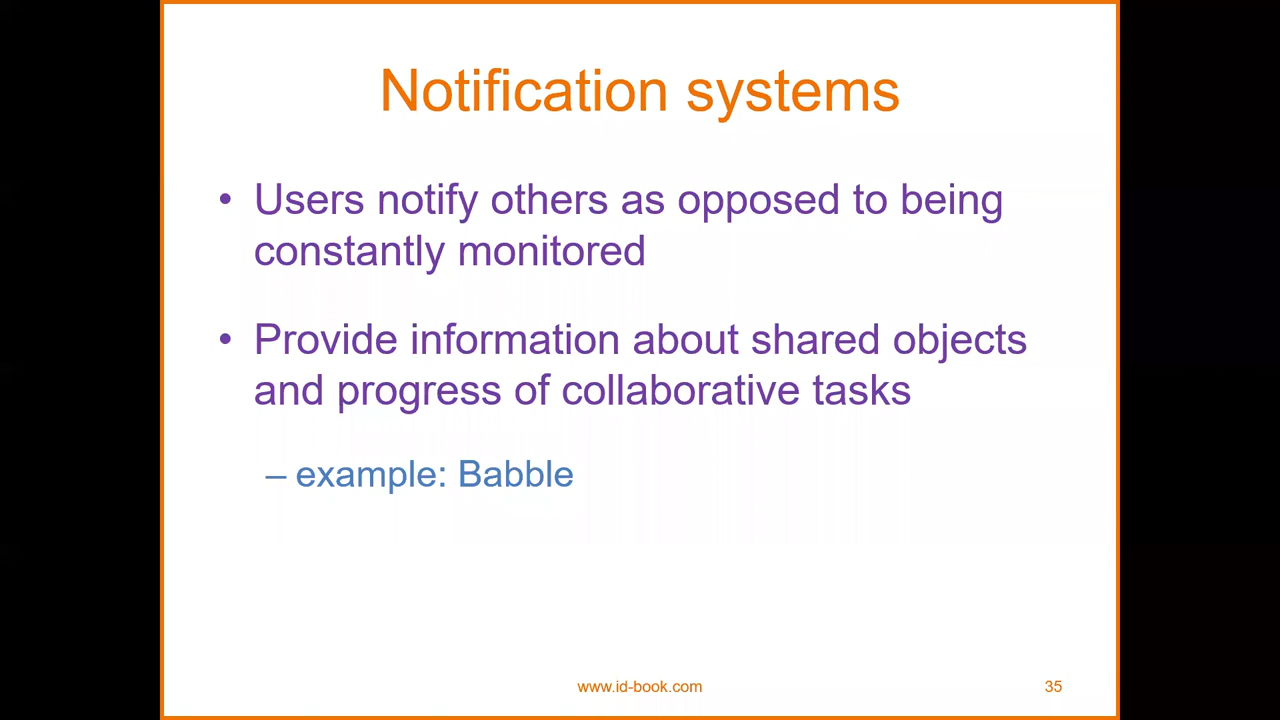 Notification systems
• Users notify others as opposed to being
constantly monitored
• Provide information about shared objects
and progress of collaborative tasks
– example: Babble
www.id-book.com
35